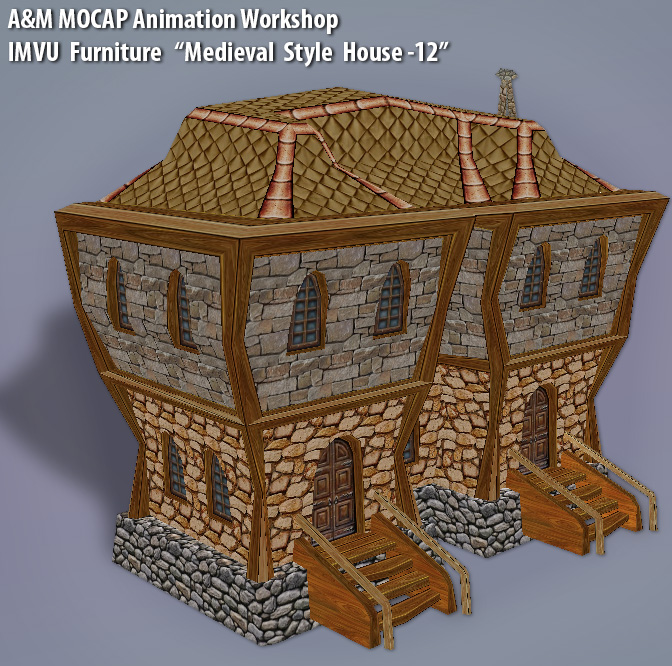 A&M MOCAP Animation Workshop
IMVU Furniture “Medieval Style House -12”